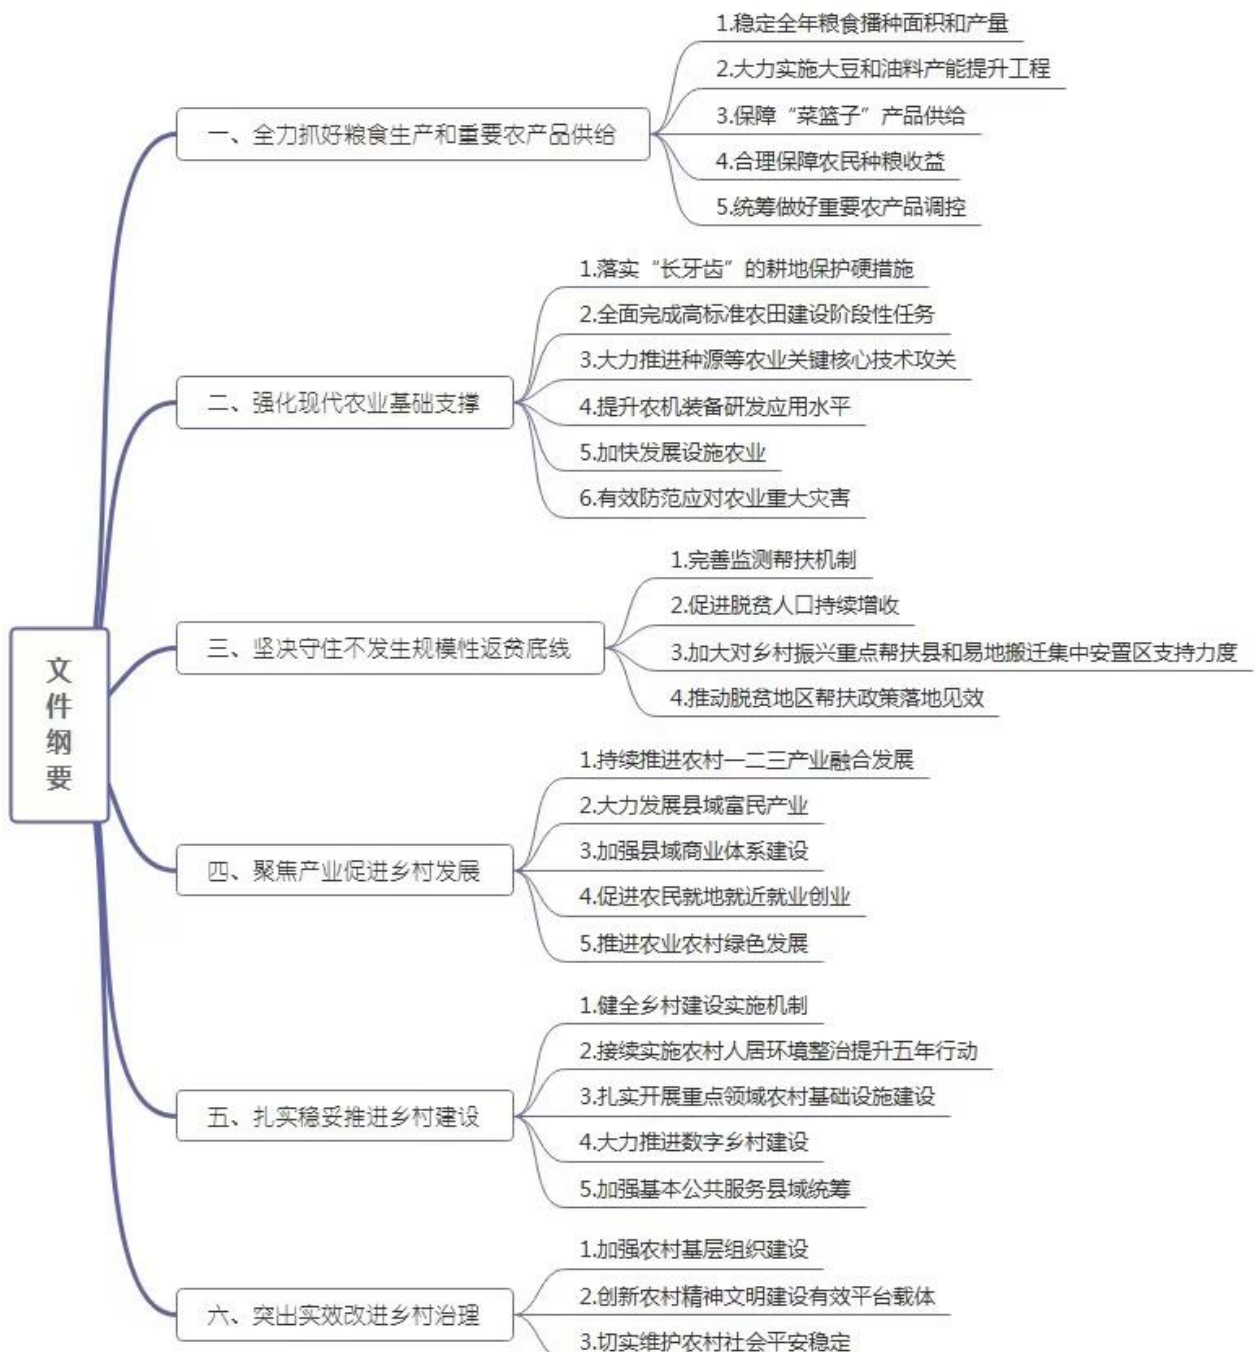 文件纲要
一、全力抓好粮食生产和重要农产品供给
1.稳定全年粮食播种面积和产量
2.大力实施大豆和油料产能提升工程
3.保障“菜篮子”产品供给
4.合理保障农民种粮收益
5.统筹做好重要农产品调控
二、强化现代农业基础支撑
1.落实“长牙齿”的耕地保护硬措施
2.全面完成高标准农田建设阶段性任务
3.大力推进种源等农业关键核心技术攻关
4.提升农机装备研发应用水平
5.加快发展设施农业
6.有效防范应对农业重大灾害
三、坚决守住不发生规模性返贫底线
1.完善监测帮扶机制
2.促进脱贫人口持续增收
3.加大对乡村振兴重点帮扶县和易地搬迁集中安置区支持力度
4.推动脱贫地区帮扶政策落地见效
四、聚焦产业促进乡村发展
1.持续推进农村一二三产业融合发展
2.大力发展县域富民产业
3.加强县域商业体系建设
4.促进农民就地就近就业创业
5.推进农业农村绿色发展
五、扎实稳妥推进乡村建设
1.健全乡村建设实施机制
2.接续实施农村人居环境整治提升五年行动
3.扎实开展重点领域农村基础设施建设
4.大力推进数字乡村建设
5.加强基本公共服务县域统筹
六、突出实效改进乡村治理
1.加强农村基层组织建设
2.创新农村精神文明建设有效平台载体
3.切实维护农村社会平安稳定